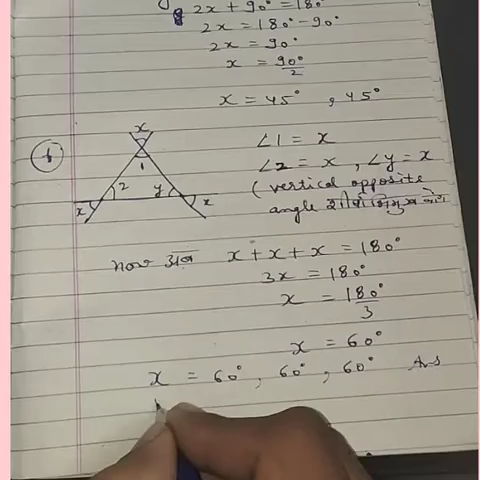 2x + 90° = 180°
2x = 180° - 90°
2x = 90°
x = 90°/2
x = 45° , 45°
x
1
2 y
x x
∠1 = x
∠2 = x , ∠y = x
( vertical opposite
angle
now अब x + x + x = 180°
3x = 180°
x = 180°/3
x = 60°
x = 60° , 60° , 60° Ans